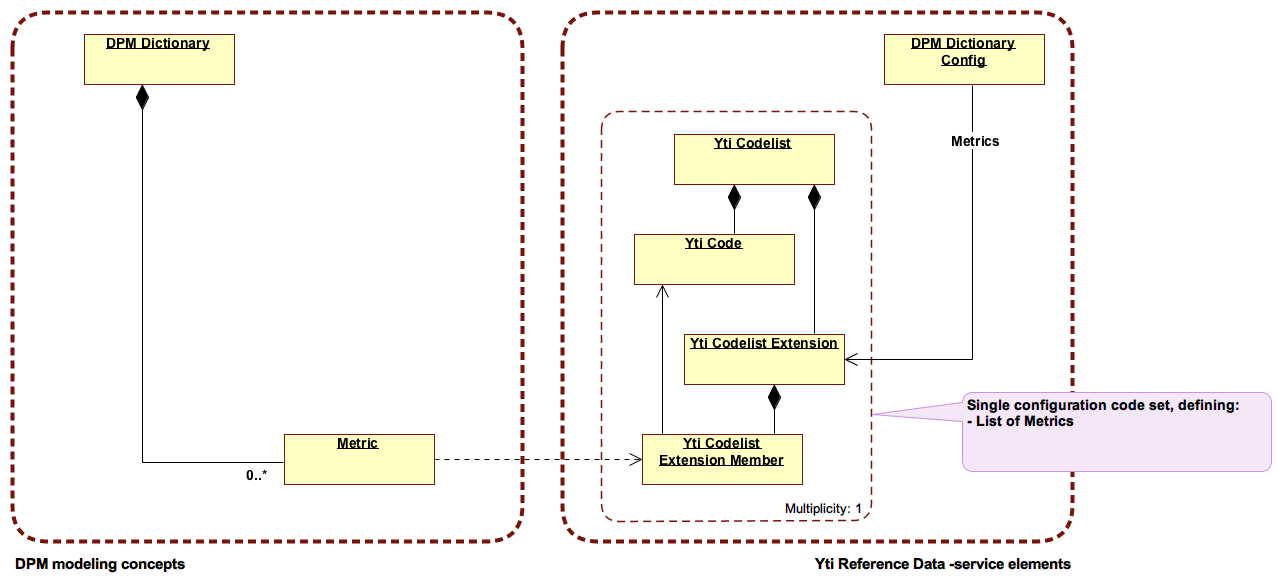 DPM Dictionary
DPM Dictionary
Config
Yti Codelist
Metrics
Yti Code
Yti Codelist Extension
Single configuration code set, defining:
- List of Metrics
Metric
0..*
Yti Codelist
Extension Member
Multiplicity: 1
DPM modeling concepts
Yti Reference Data -service elements